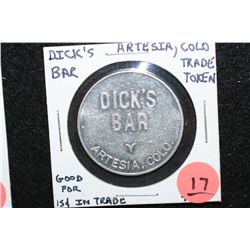 DICK'S
BAR
ARTESIA, COLO
TRADE
TOKEN
DICK'S
BAR
ARTESIA, COLO.
GOOD
FOR
15¢ IN TRADE
17